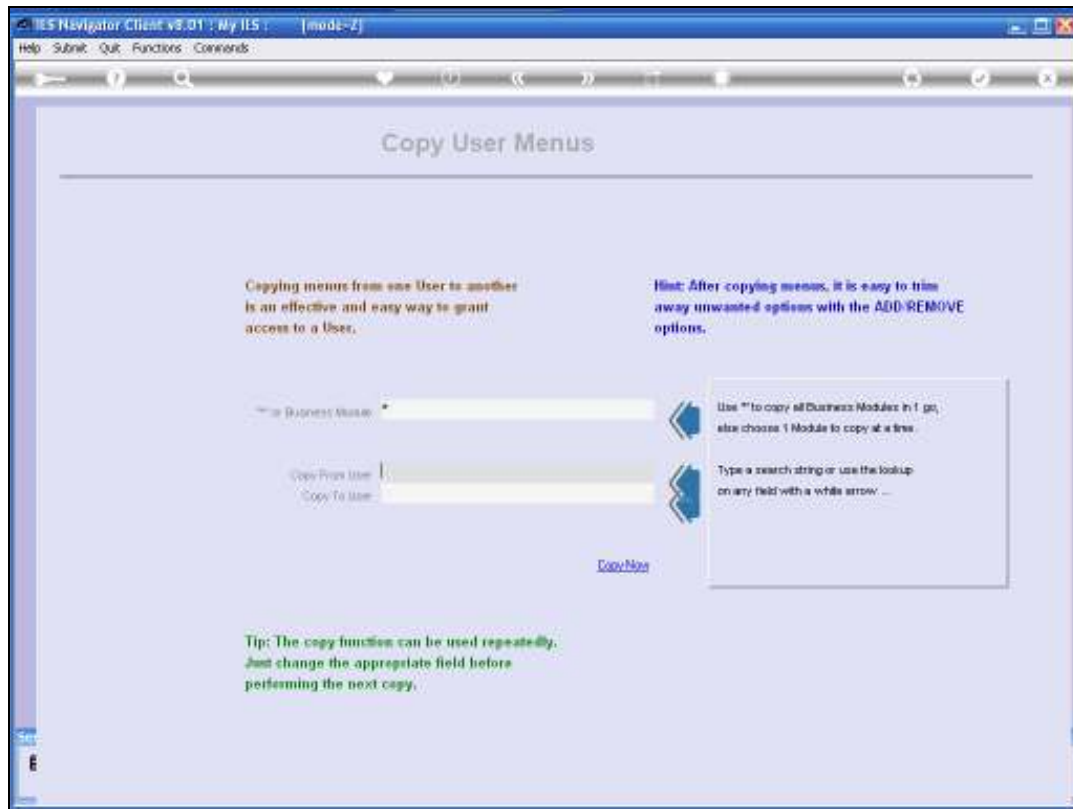 IES Navigator Client v8.01 : My IES : [mode=Z]
Help Submit Quit Functions Commands
Copy User Menus
Copying menus from one User to another
is an effective and easy way to grant
access to a User.
Hint: After copying menus, it is easy to trim
away unwanted options with the ADD/REMOVE
options.
'*' or Business Module *
Use '*' to copy all Business Modules in 1 go,
else choose 1 Module to copy at a time.
Copy From User
Copy To User
Type a search string or use the lookup
on any field with a while arrow ...
Copy Now
Tip: The copy function can be used repeatedly.
Just change the appropriate field before
performing the next copy.